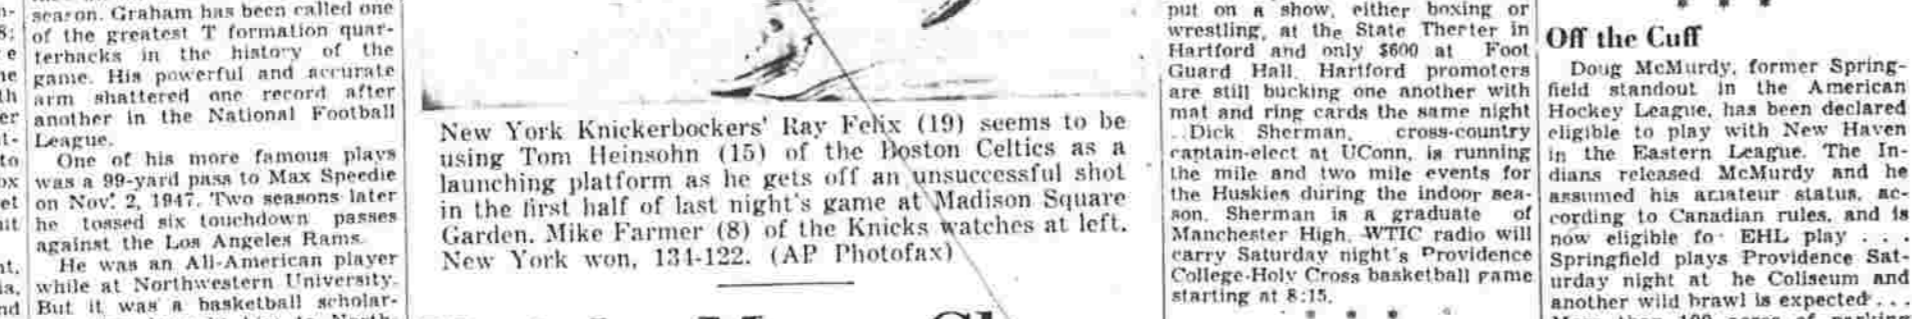 season. Graham has been called one
of the greatest T formation quar-
terbacks in the history of the
game. His powerful and accurate
arm shattered one record after
another in the National Football
League.
One of his more famous plays
was a 99-yard pass to Max Speedie
on Nov. 2, 1947. Two seasons later
he tossed six touchdown passes
against the Los Angeles Rams.
He was an All-American player
while at Northwestern University.
But it was a basketball scholar-
New York Knickerbockers' Ray Felix (19) seems to be
using Tom Heinsohn (15) of the Boston Celtics as a
launching platform as he gets off an unsuccessful shot
in the first half of last night's game at Madison Square
Garden. Mike Farmer (8) of the Knicks watches at left.
New York won, 134-122. (AP Photofax)
put on a show, either boxing or
wrestling, at the State Therter in
Hartford and only $600 at Foot
Guard Hall. Hartford promoters
are still bucking one another with
mat and ring cards the same night
. . Dick Sherman, cross-country
captain-elect at UConn, is running
the mile and two mile events for
the Huskies during the indoor sea-
son. Sherman is a graduate of
Manchester High. WTIC radio will
carry Saturday night's Providence
College-Holy Cross basketball game
starting at 8:15.
* * *
Off the Cuff
Doug McMurdy, former Spring-
field standout in the American
Hockey League, has been declared
eligible to play with New Haven
in the Eastern League. The In-
dians released McMurdy and he
assumed his amateur status, ac-
cording to Canadian rules, and is
now eligible fo EHL play . . .
Springfield plays Providence Sat-
urday night at he Coliseum and
another wild brawl is expected . . .